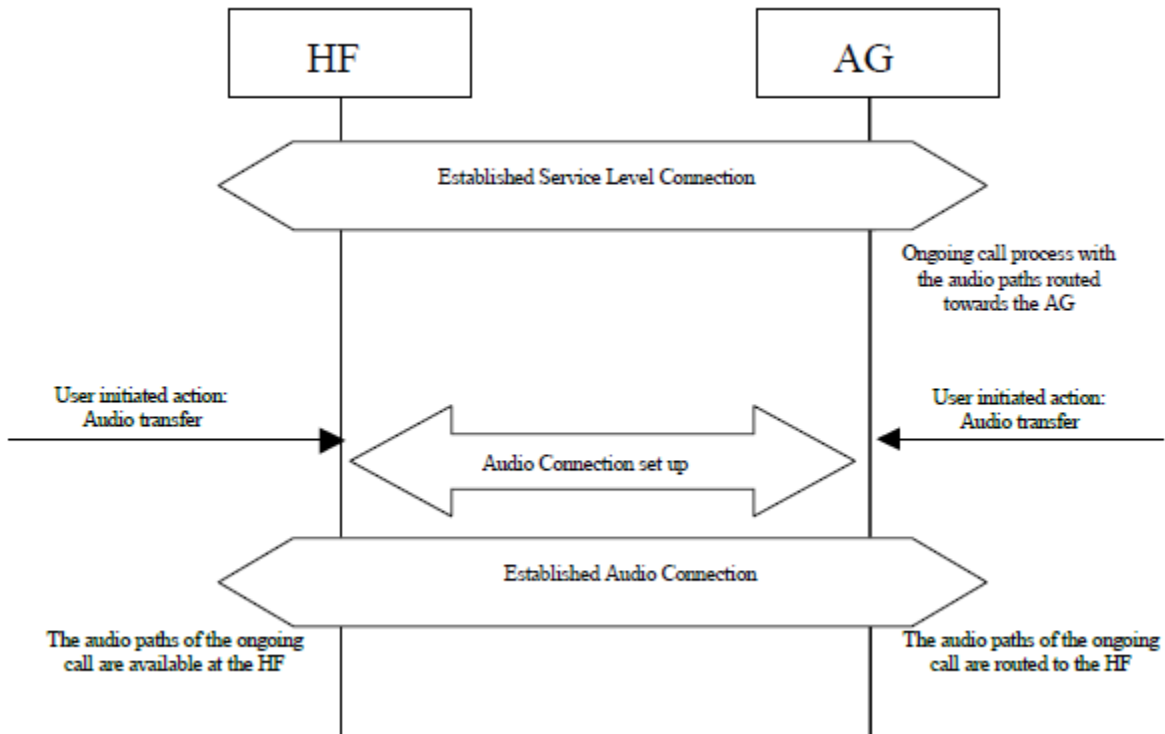 HF
AG
Established Service Level Connection
Ongoing call process with
the audio paths routed
towards the AG
User initiated action:
Audio transfer
User initiated action:
Audio transfer
Audio Connection set up
Established Audio Connection
The audio paths of the ongoing
call are available at the HF
The audio paths of the ongoing
call are routed to the HF